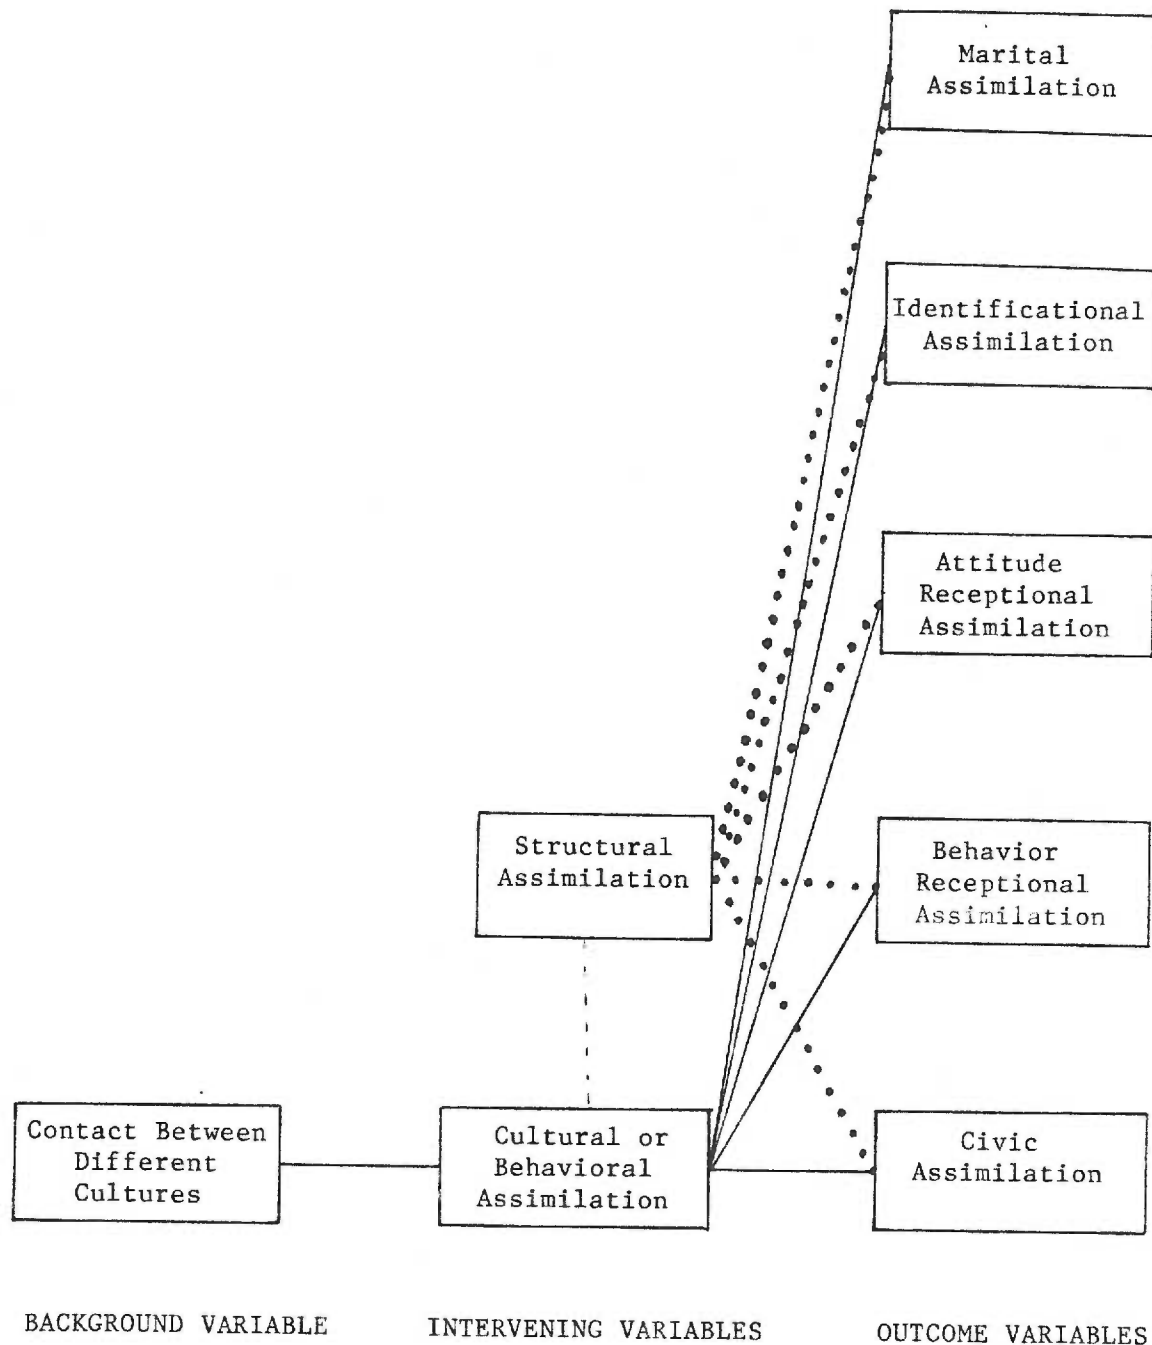 Marital
Assimilation
Identificational
Assimilation
Attitude
Receptional
Assimilation
Structural
Assimilation
Behavior
Receptional
Assimilation
Contact Between
Different
Cultures
Cultural or
Behavioral
Assimilation
Civic
Assimilation
BACKGROUND VARIABLE
INTERVENING VARIABLES
OUTCOME VARIABLES